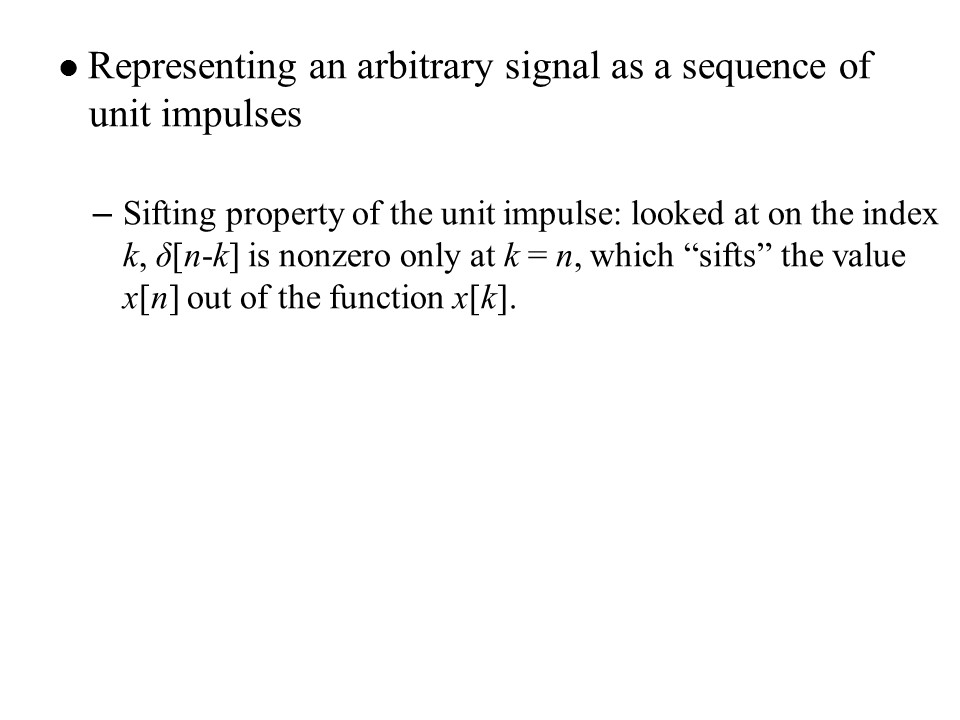 ● Representing an arbitrary signal as a sequence of
unit impulses
– Sifting property of the unit impulse: looked at on the index
k, δ[n-k] is nonzero only at k = n, which “sifts” the value
x[n] out of the function x[k].